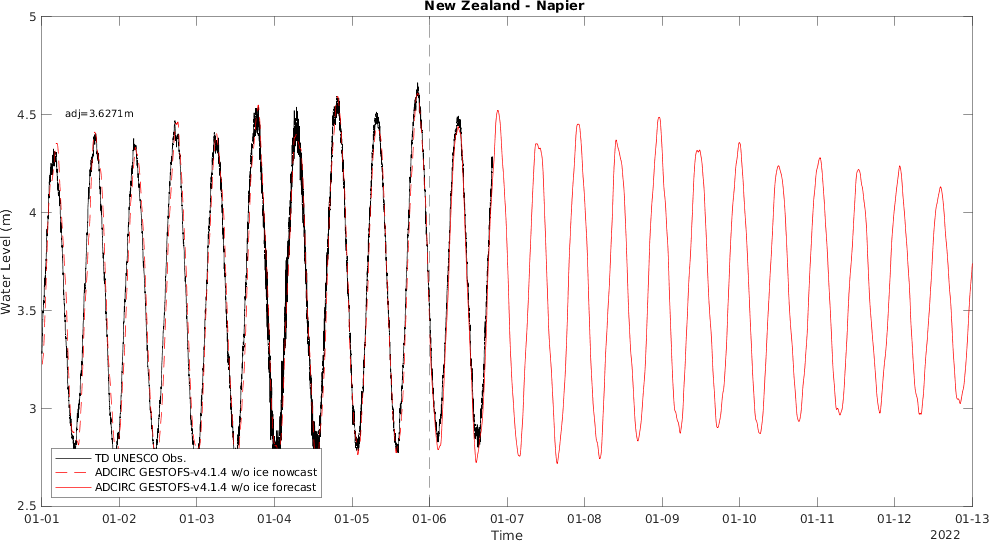 New Zealand - Napier
5
4.5
4
3.5
3
2.5
Water Level (m)
adj=3.6271m
TD UNESCO Obs.
ADCIRC GESTOFS-v4.1.4 w/o ice nowcast
ADCIRC GESTOFS-v4.1.4 w/o ice forecast
01-01 01-02 01-03 01-04 01-05 01-06 01-07 01-08 01-09 01-10 01-11 01-12 01-13
Time
2022